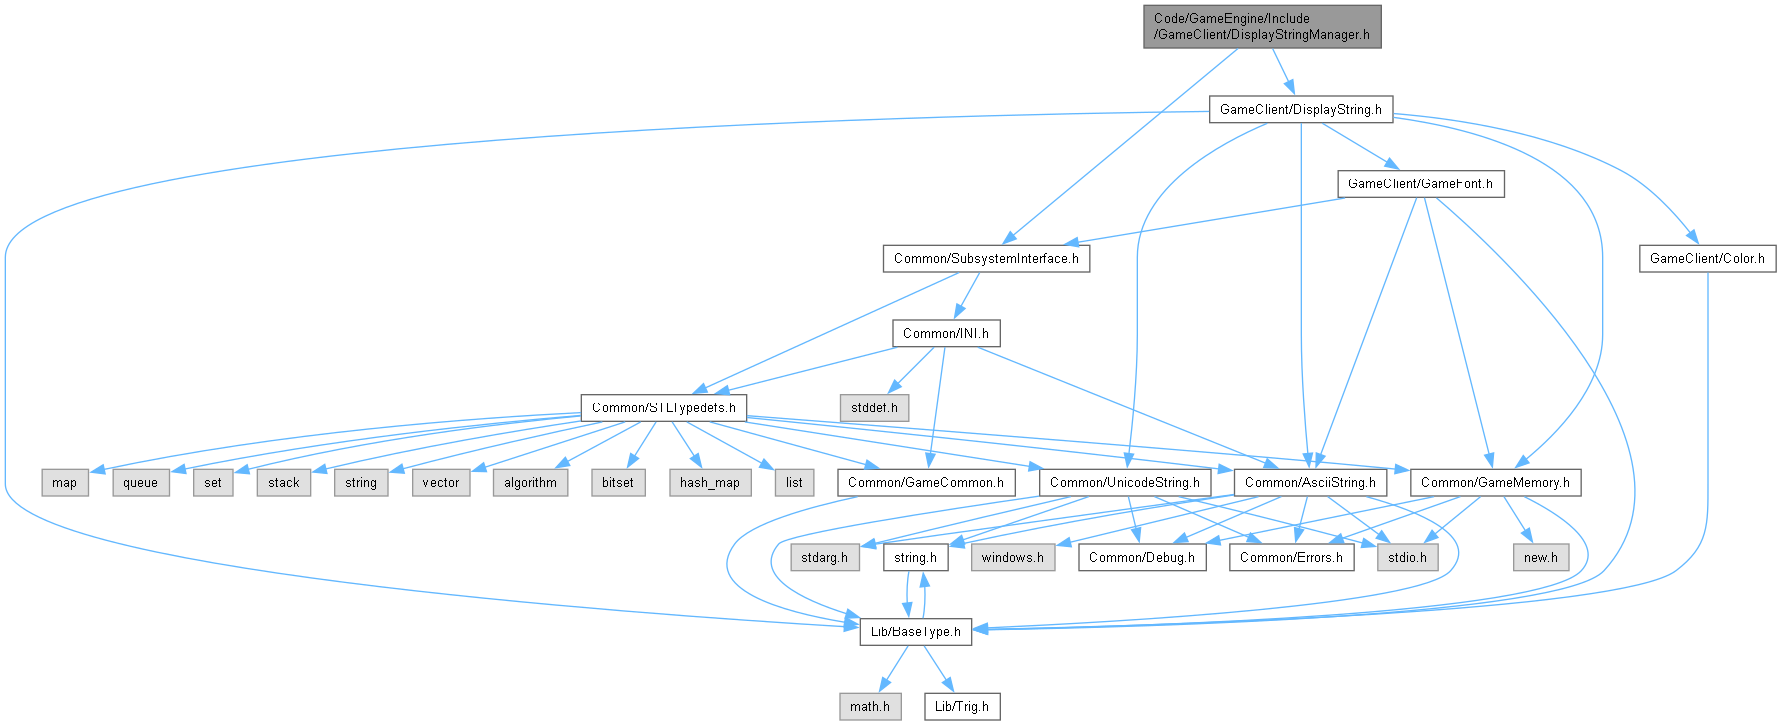 Code/GameEngine/Include
/GameClient/DisplayStringManager.h
GameClient/DisplayString.h
GameClient/GameFont.h
Common/SubsystemInterface.h
GameClient/Color.h
Common/INI.h
Common/STLTypedefs.h
stddef.h
map
queue
set
stack
string
vector
algorithm
bitset
hash_map
list
Common/GameCommon.h
Common/UnicodeString.h
Common/AsciiString.h
Common/GameMemory.h
stdarg.h
string.h
windows.h
Common/Debug.h
Common/Errors.h
stdio.h
new.h
Lib/BaseType.h
math.h
Lib/Trig.h